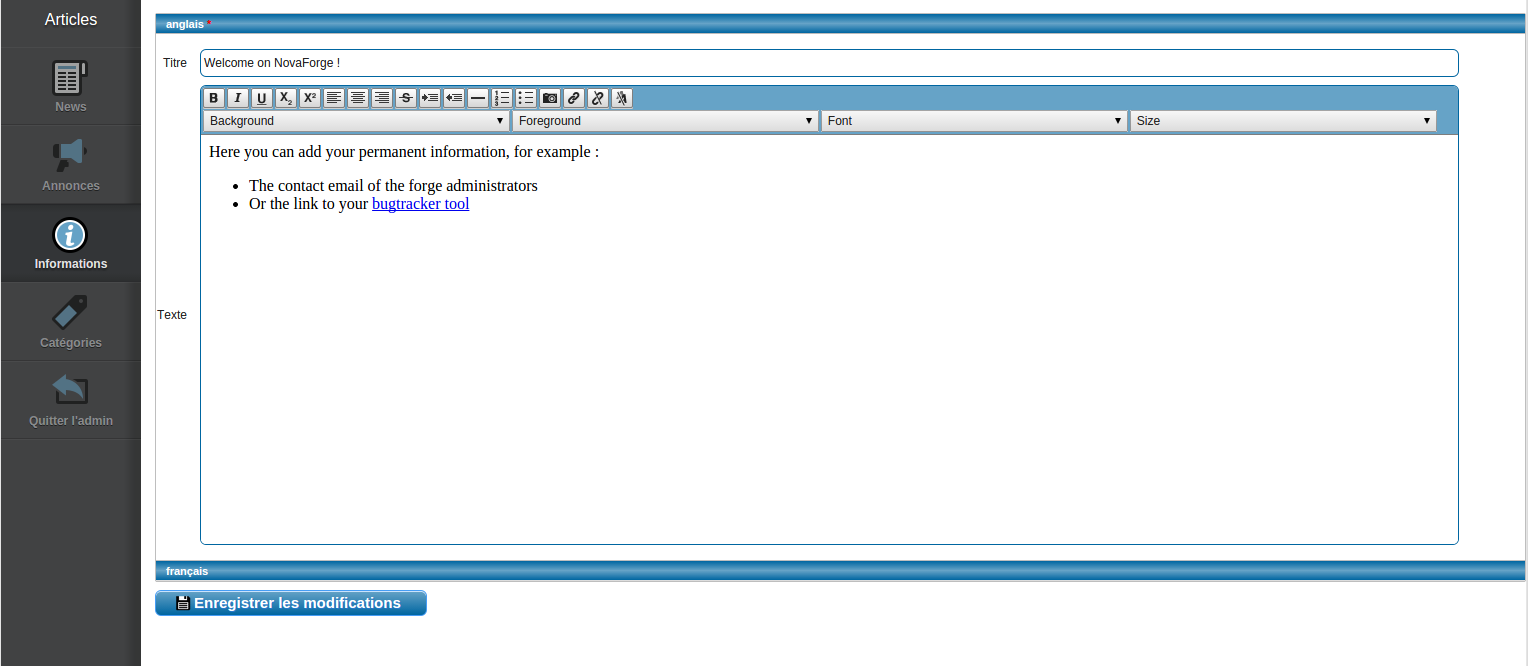 Articles
News
Annonces
Informations
Catégories
Quitter l'admin
anglais *
Titre
Welcome on NovaForge !
B I U X₂ X² S
Background
Foreground
Font
Size
Texte
Here you can add your permanent information, for example :
• The contact email of the forge administrators
• Or the link to your bugtracker tool
français
Enregistrer les modifications